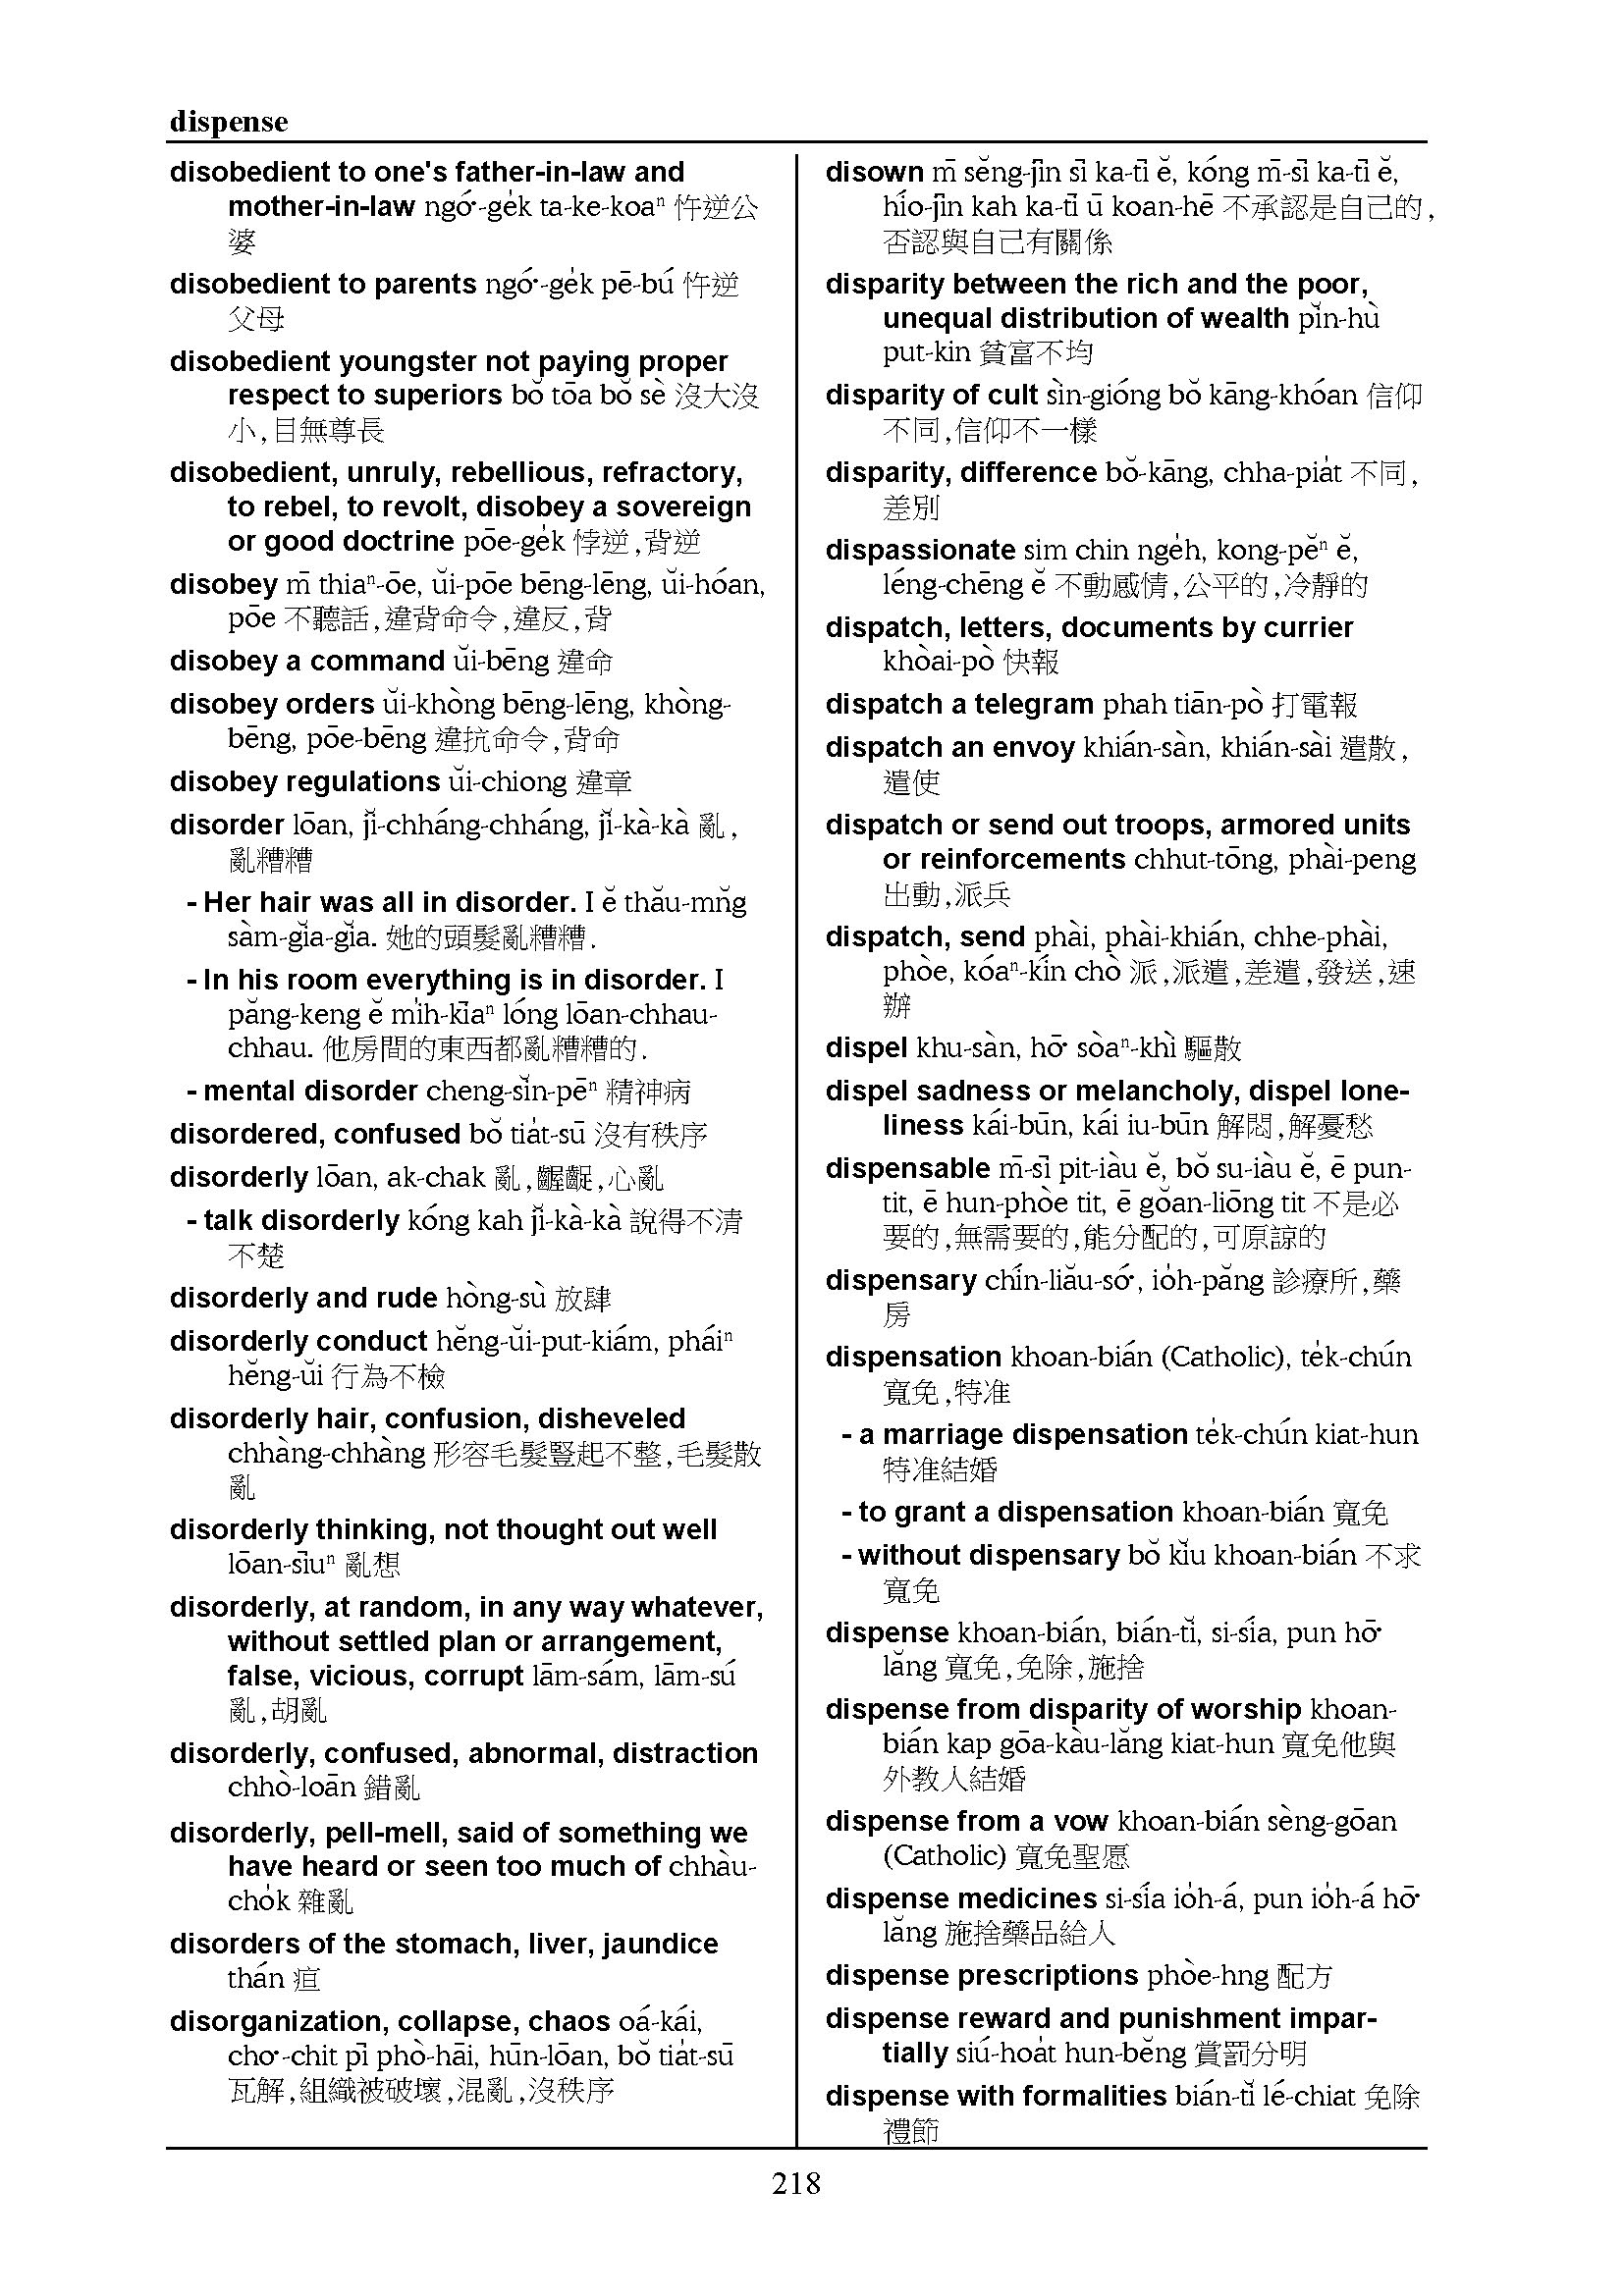 dispense
disobedient to one's father-in-law and
mother-in-law ngó͘-ge̍k ta-ke-koaⁿ 忤逆公
婆
disobedient to parents ngó͘-ge̍k pē-bú 忤逆
父母
disobedient youngster not paying proper
respect to superiors bŏ tōa bŏ sè 沒大沒
小,目無尊長
disobedient, unruly, rebellious, refractory,
to rebel, to revolt, disobey a sovereign
or good doctrine pōe-ge̍k 悖逆,背逆
disobey m̄ thiaⁿ-ōe, ŭi-pōe bēng-lēng, ŭi-hóan,
pōe 不聽話,違背命令,違反,背
disobey a command ŭi-bēng 違命
disobey orders ŭi-khòng bēng-lēng, khòng-
bēng, pōe-bēng 違抗命令,背命
disobey regulations ŭi-chiong 違章
disorder lōan, jĭ-chháng-chháng, jĭ-kà-kà 亂,
亂糟糟
- Her hair was all in disorder. I ĕ thău-mn̆g
sàm-gĭa-gĭa. 她的頭髮亂糟糟.
- In his room everything is in disorder. I
păng-keng ĕ mi̍h-kīaⁿ lóng lōan-chhau-
chhau. 他房間的東西都亂糟糟的.
- mental disorder cheng-sĭn-pēⁿ 精神病
disordered, confused bŏ tia̍t-sū 沒有秩序
disorderly lōan, ak-chak 亂,齷齪,心亂
- talk disorderly kóng kah jĭ-kà-kà 說得不清
不楚
disorderly and rude hòng-sù 放肆
disorderly conduct hĕng-ŭi-put-kiám, pháiⁿ
hĕng-ŭi 行為不檢
disorderly hair, confusion, disheveled
chhàng-chhàng 形容毛髮豎起不整,毛髮散
亂
disorderly thinking, not thought out well
lōan-sīuⁿ 亂想
disorderly, at random, in any way whatever,
without settled plan or arrangement,
false, vicious, corrupt lām-sám, lām-sú
亂,胡亂
disorderly, confused, abnormal, distraction
chhò-loān 錯亂
disorderly, pell-mell, said of something we
have heard or seen too much of chhàu-
cho̍k 雜亂
disorders of the stomach, liver, jaundice
thán 疸
disorganization, collapse, chaos oá-kái,
cho͘-chit pī phò-hāi, hūn-lōan, bŏ tia̍t-sū
瓦解,組織被破壞,混亂,沒秩序
disown m̄ sĕng-jīn sī ka-tī ĕ, kóng m̄-sī ka-tī ĕ,
hío-jīn kah ka-tī ū koan-hē 不承認是自己的,
否認與自己有關係
disparity between the rich and the poor,
unequal distribution of wealth pĭn-hù
put-kin 貧富不均
disparity of cult sìn-gióng bŏ kāng-khóan 信仰
不同,信仰不一樣
disparity, difference bŏ-kāng, chha-pia̍t 不同,
差別
dispassionate sim chin nge̍h, kong-pĕⁿ ĕ,
léng-chēng ĕ 不動感情,公平的,冷靜的
dispatch, letters, documents by currier
khòai-pò 快報
dispatch a telegram phah tiān-pò 打電報
dispatch an envoy khián-sàn, khián-sài 遣散,
遣使
dispatch or send out troops, armored units
or reinforcements chhut-tōng, phài-peng
出動,派兵
dispatch, send phài, phài-khián, chhe-phài,
phòe, kóaⁿ-kín chò 派,派遣,差遣,發送,速
辦
dispel khu-sàn, hō͘ sòaⁿ-khì 驅散
dispel sadness or melancholy, dispel lone-
liness kái-būn, kái iu-būn 解悶,解憂愁
dispensable m̄-sī pit-iàu ĕ, bŏ su-iàu ĕ, ē pun-
tit, ē hun-phòe tit, ē gŏan-liōng tit 不是必
要的,無需要的,能分配的,可原諒的
dispensary chín-liău-só͘, io̍h-păng 診療所,藥
房
dispensation khoan-bián (Catholic), te̍k-chún
寬免,特准
- a marriage dispensation te̍k-chún kiat-hun
特准結婚
- to grant a dispensation khoan-bián 寬免
- without dispensary bŏ kĭu khoan-bián 不求
寬免
dispense khoan-bián, bián-tĭ, si-sía, pun hō͘
lăng 寬免,免除,施捨
dispense from disparity of worship khoan-
bián kap gōa-kàu-lăng kiat-hun 寬免他與
外教人結婚
dispense from a vow khoan-bián sèng-gōan
(Catholic) 寬免聖愿
dispense medicines si-sía io̍h-á, pun io̍h-á hō͘
lăng 施捨藥品給人
dispense prescriptions phòe-hng 配方
dispense reward and punishment impar-
tially siú-hoa̍t hun-bĕng 賞罰分明
dispense with formalities bián-tĭ lé-chiat 免除
禮節
218